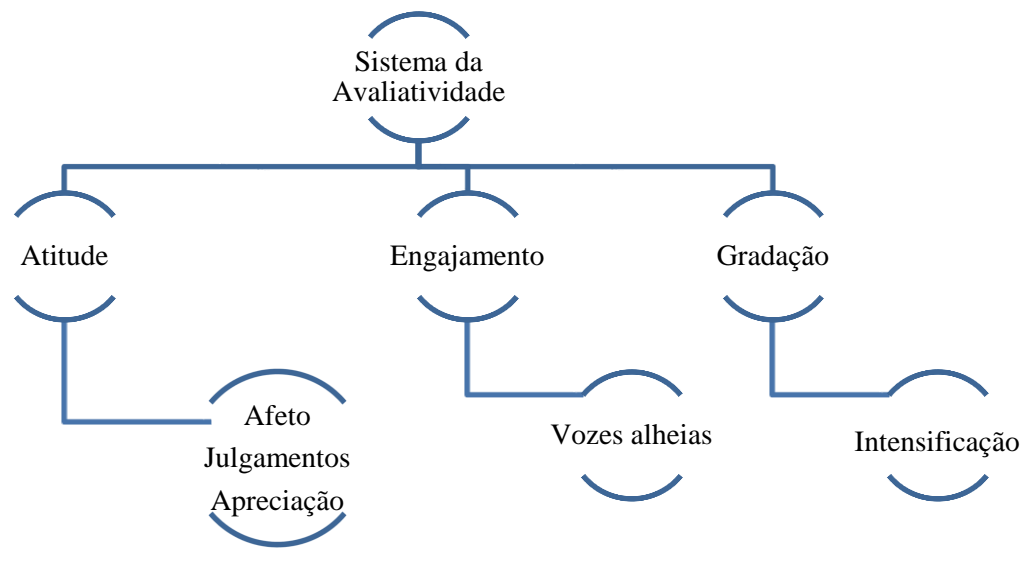 Sistema da
Avaliatividade
Atitude
Engajamento
Gradação
Afeto
Julgamentos
Apreciação
Vozes alheias
Intensificação